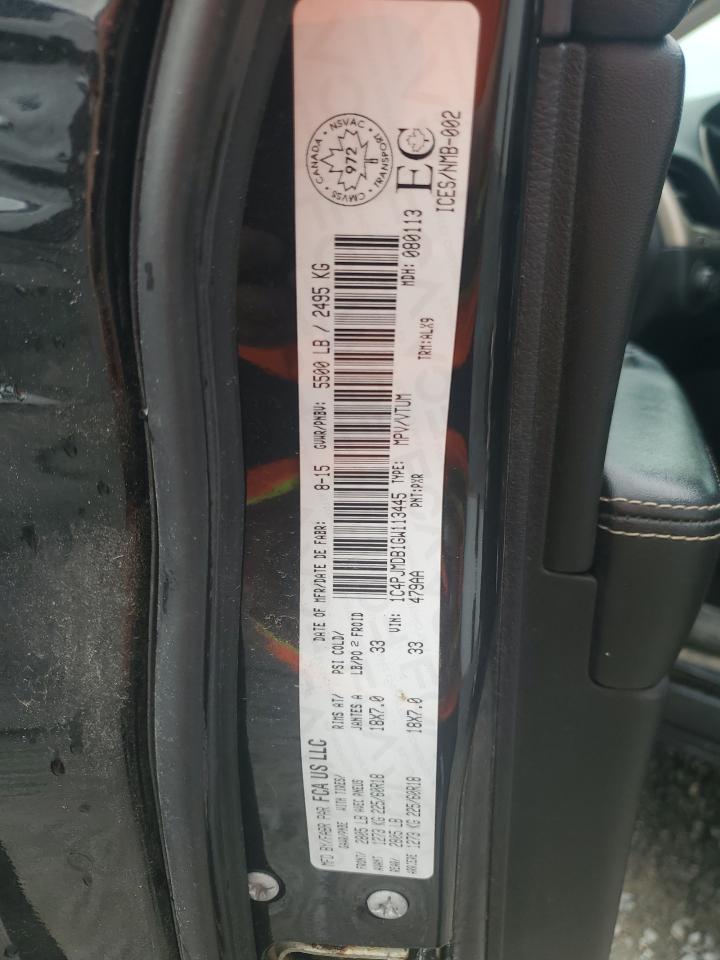 MFD BY/FABR PAR FCA US LLC DATE OF MFR/DATE DE FABR: 8-15 GVWR/PNBV: 5500 LB / 2495 KG
GAWR/PNBE WITH TIRES/ RIMS AT/ PSI COLD/
FRONT/ 2805 LB AVEC PNEUS JANTES A LB/PO 2 FROID
AVANT 1273 KG 225/60R18 18X7.0 33
REAR/ 2805 LB VIN: 1C4PJMDB1GW113445 TYPE: MPV/VTUM MDH: 080113
ARRIERE 1273 KG 225/60R18 18X7.0 33 479AA PNT:PXR TRM:ALX9
CANADA · NSVAC · TRANSPORT · CMVSS
972
EC
ICES/NMB-002